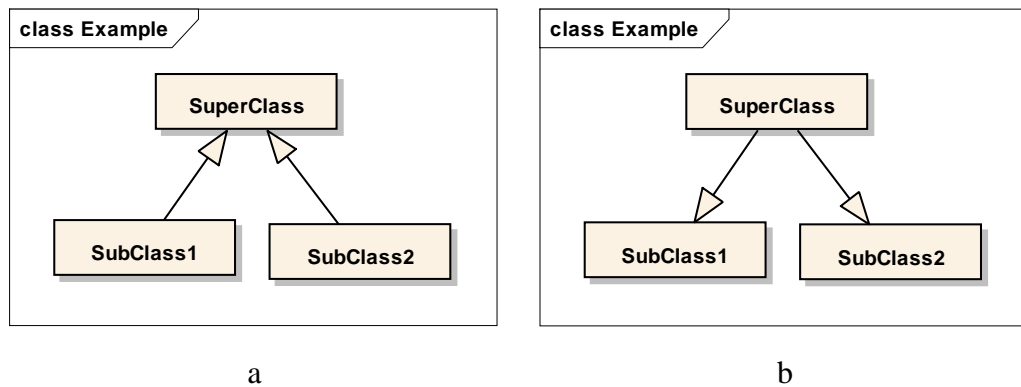 class Example
SuperClass
SubClass1
SubClass2
a
class Example
SuperClass
SubClass1
SubClass2
b